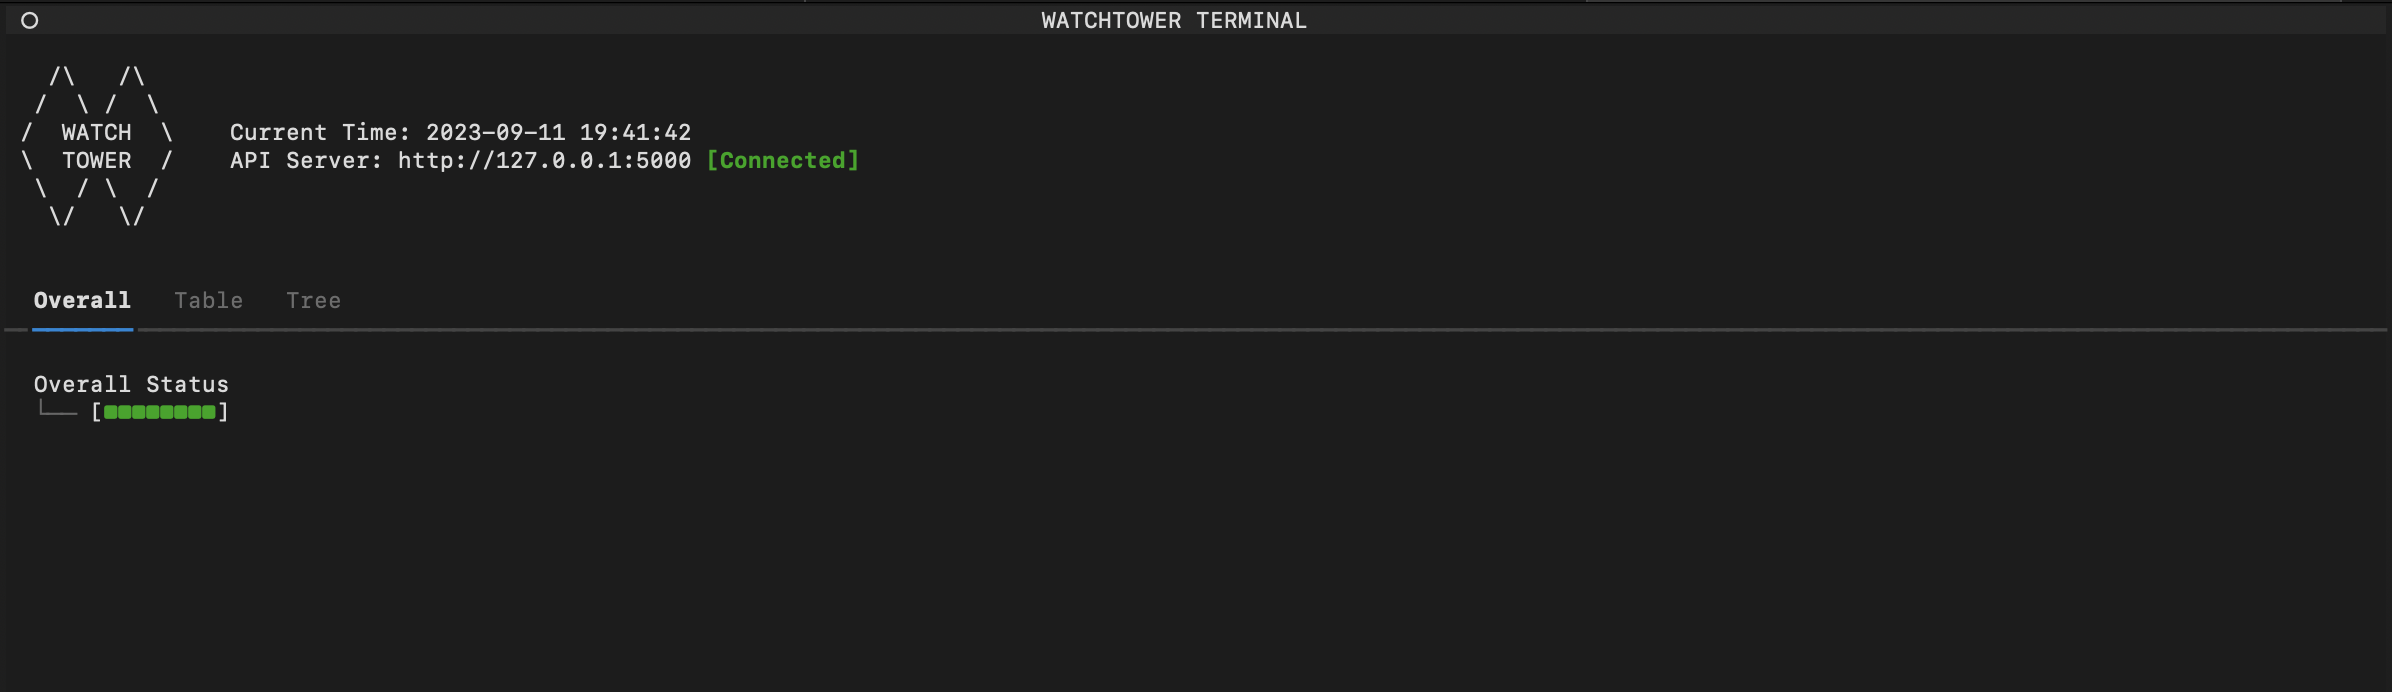 WATCHTOWER TERMINAL
WATCH
TOWER
Current Time: 2023-09-11 19:41:42
API Server: http://127.0.0.1:5000 [Connected]
Overall Table Tree
Overall Status